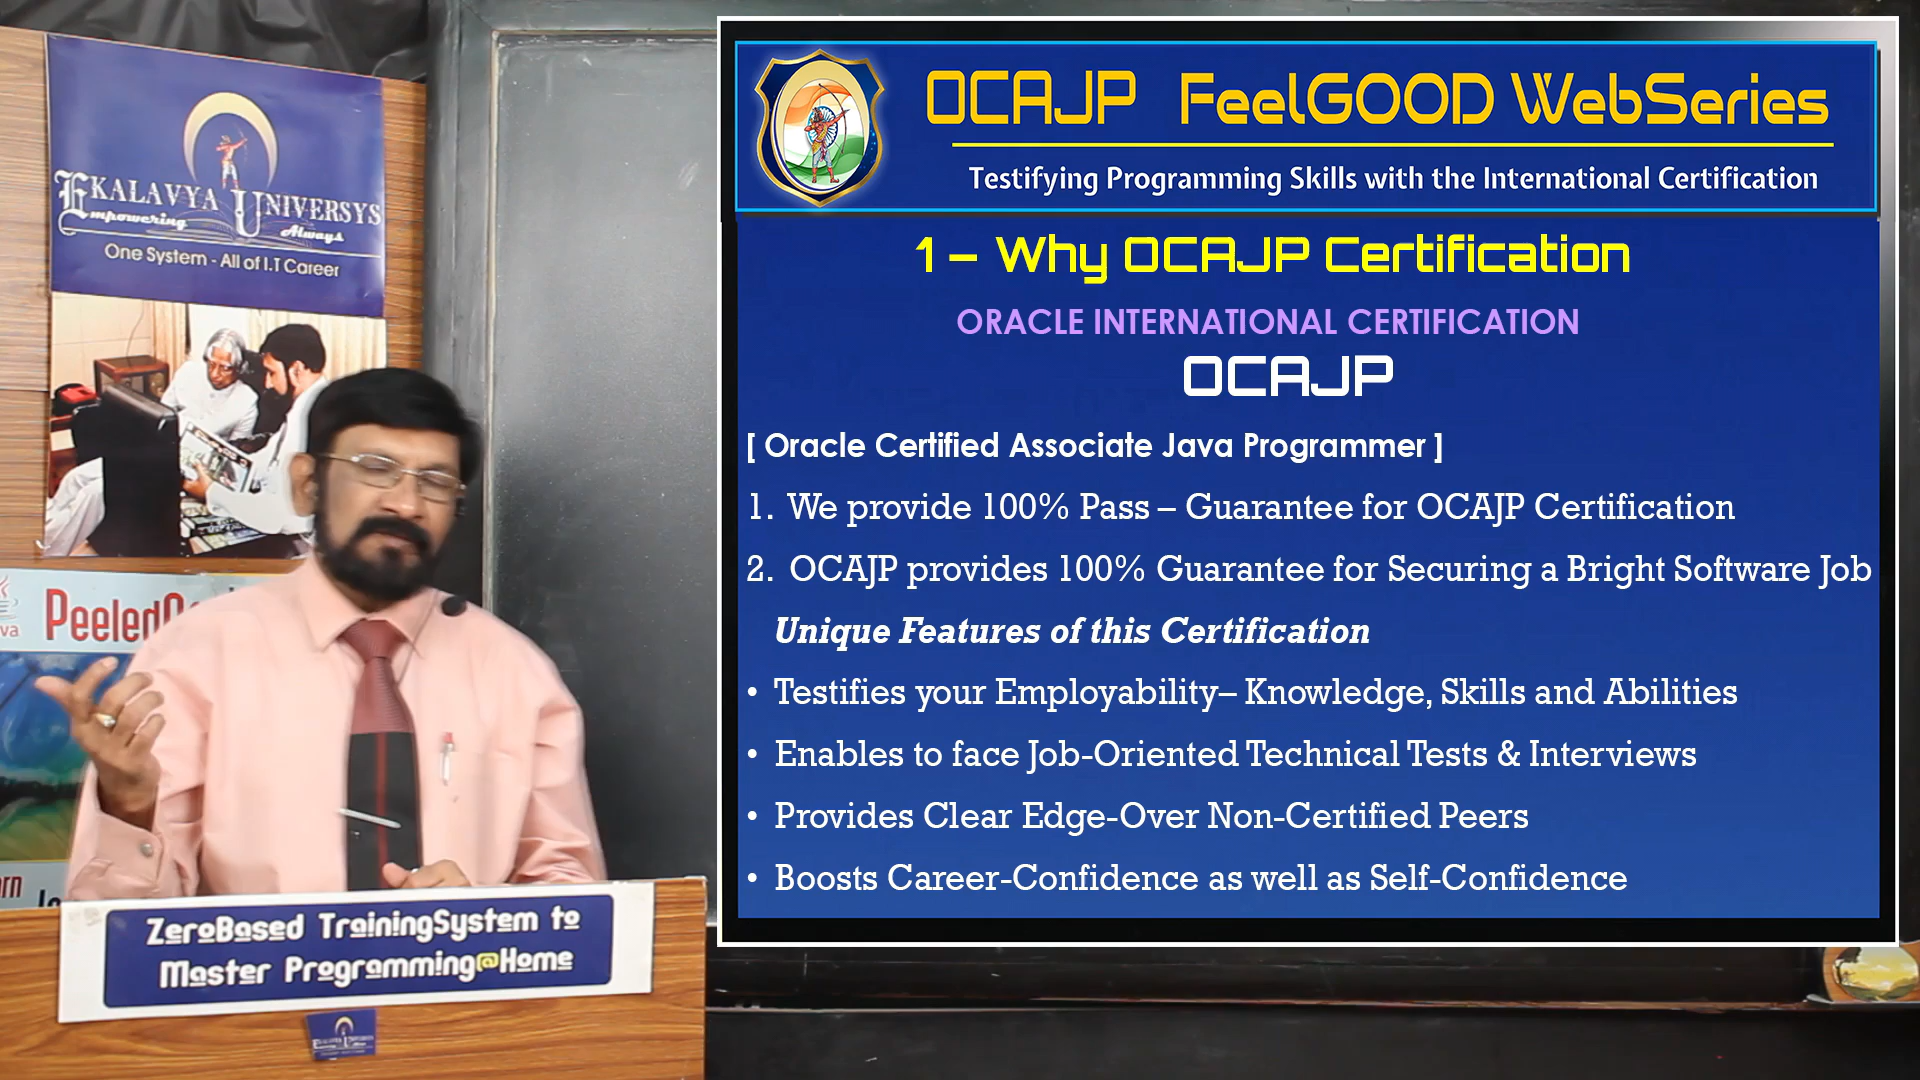 EKALAVYA UNIVERSYS
Empowering Always
One System - All of I.T Career
ZeroBased TrainingSystem to
Master Programming@Home
EKALAVYA UNIVERSYS
OCAJP FeelGOOD WebSeries
Testifying Programming Skills with the International Certification
1 – Why OCAJP Certification
ORACLE INTERNATIONAL CERTIFICATION
OCAJP
[ Oracle Certified Associate Java Programmer ]
1. We provide 100% Pass – Guarantee for OCAJP Certification
2. OCAJP provides 100% Guarantee for Securing a Bright Software Job
Unique Features of this Certification
• Testifies your Employability– Knowledge, Skills and Abilities
• Enables to face Job-Oriented Technical Tests & Interviews
• Provides Clear Edge-Over Non-Certified Peers
• Boosts Career-Confidence as well as Self-Confidence